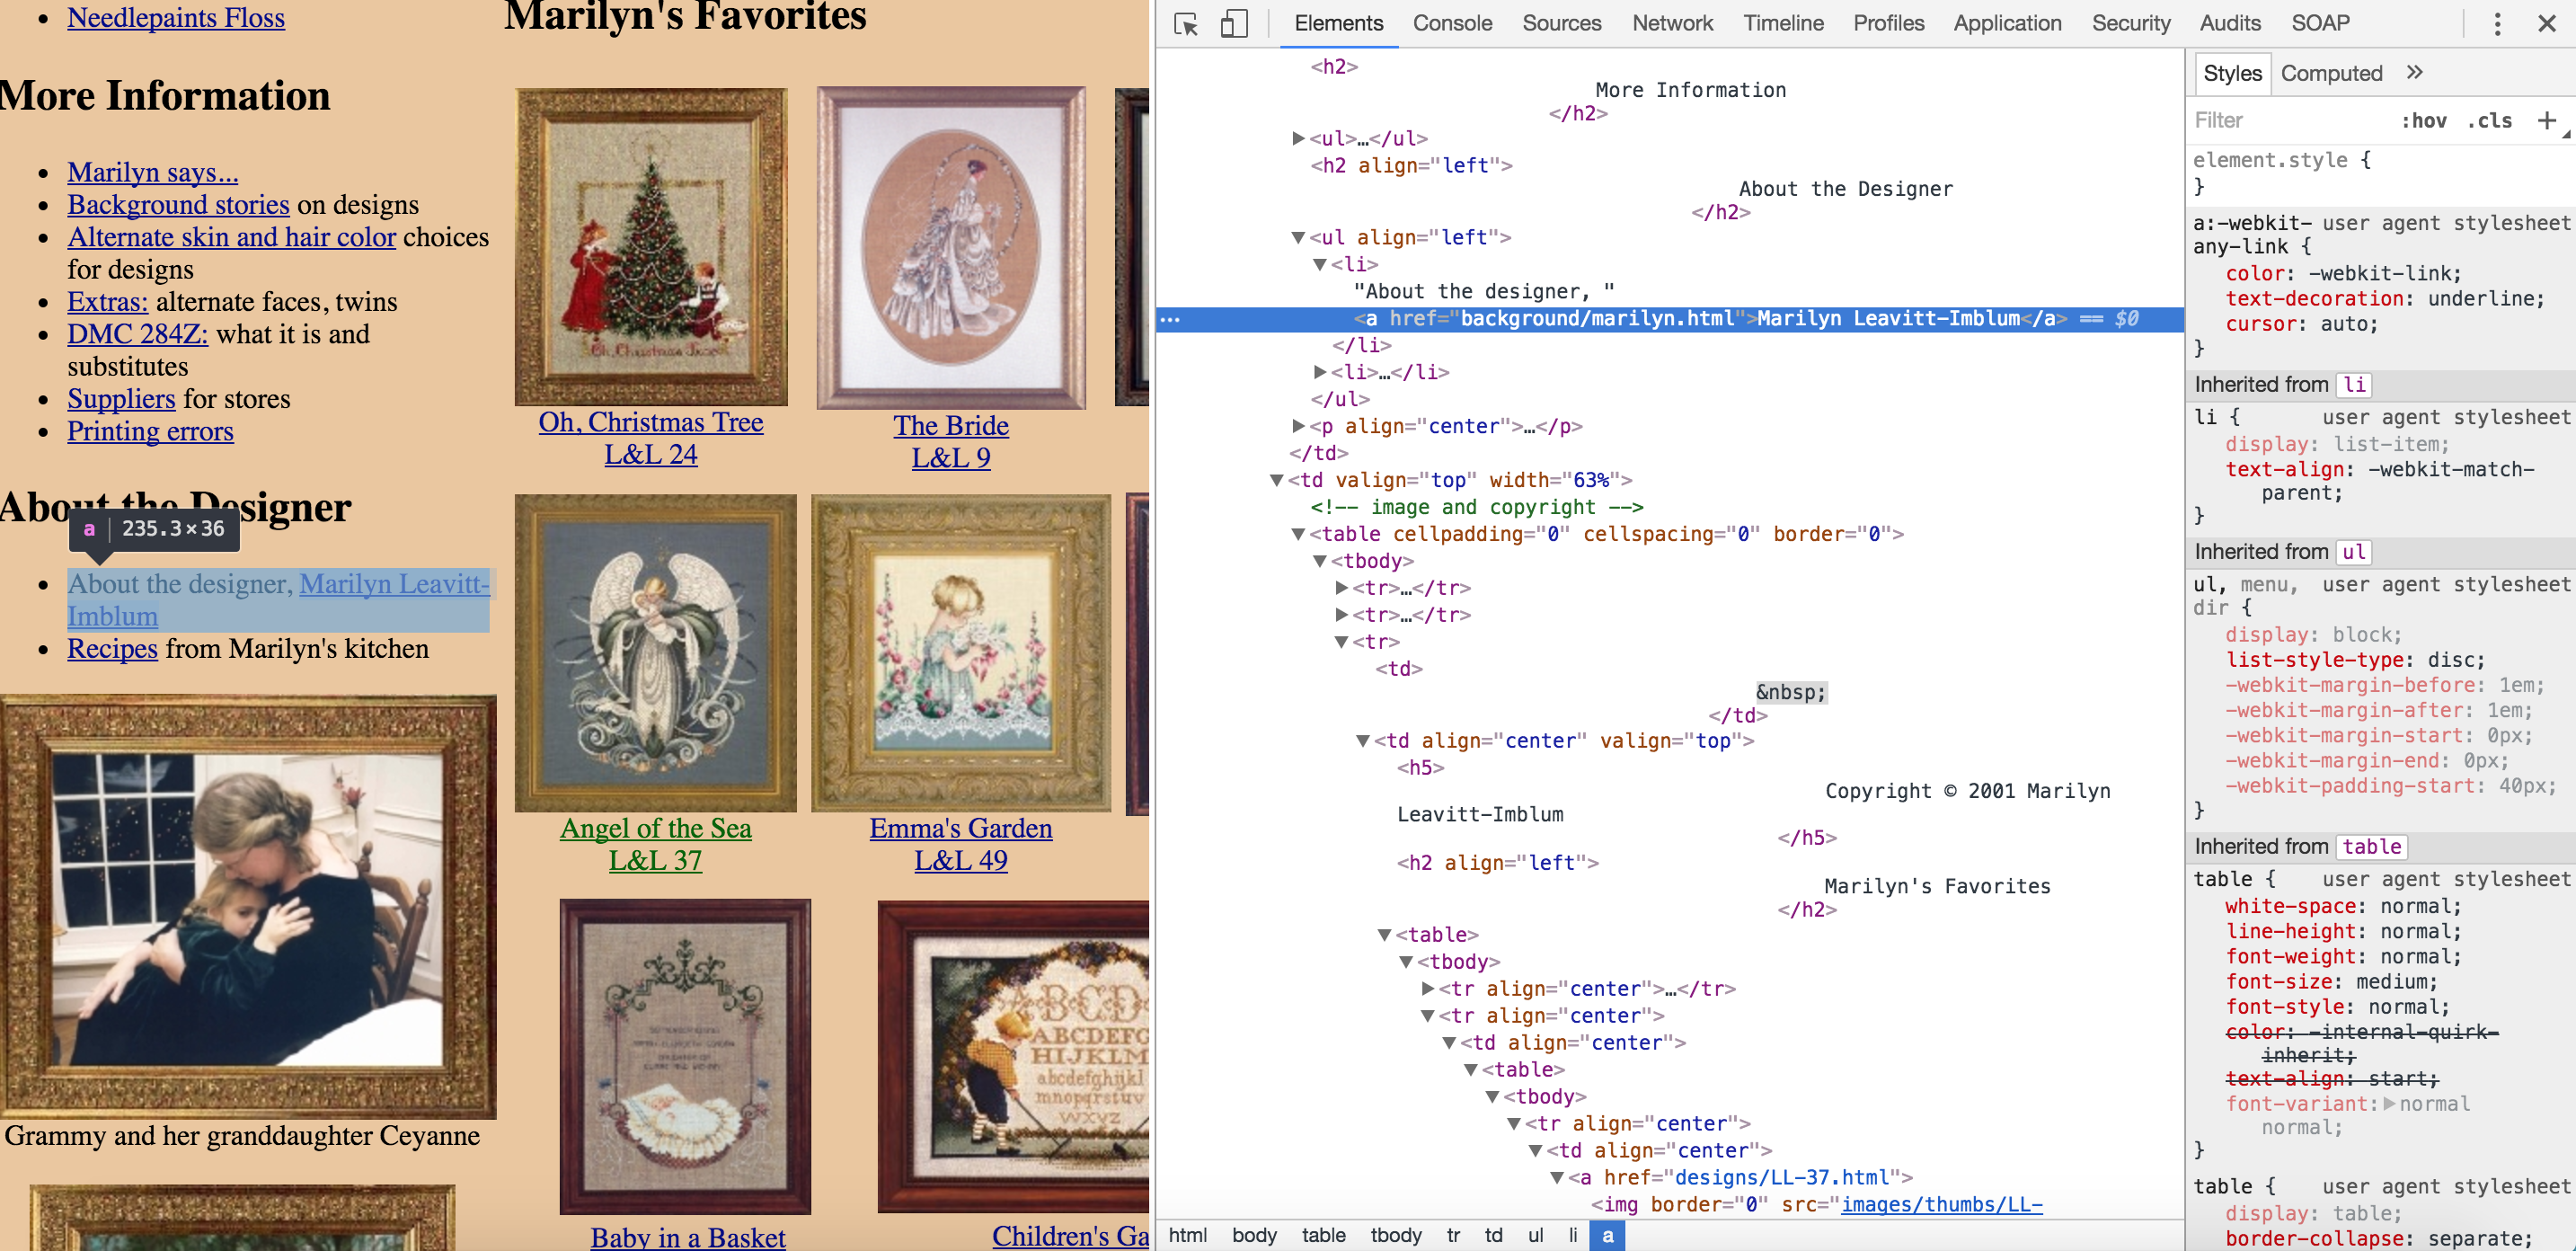 Needlepaints Floss
More Information
Marilyn says...
Background stories on designs
Alternate skin and hair color choices
for designs
Extras: alternate faces, twins
DMC 284Z: what it is and
substitutes
Suppliers for stores
Printing errors
About the Designer
a 235.3×36
About the designer, Marilyn Leavitt-
Imblum
Recipes from Marilyn's kitchen
Grammy and her granddaughter Ceyanne
Marilyn's Favorites
Oh, Christmas Tree
Oh, Christmas Tree
L&L 24
The Bride
L&L 9
Angel of the Sea
L&L 37
Emma's Garden
L&L 49
Baby in a Basket
ABCD
ABCDEFG
HIJKLM
abcdefghijkl
mnopqrstuv
wxyz
Children's Ga
Elements Console Sources Network Timeline Profiles Application Security Audits SOAP
<h2>
More Information
</h2>
<ul>…</ul>
<h2 align="left">
About the Designer
</h2>
<ul align="left">
<li>
"About the designer, "
… <a href="background/marilyn.html">Marilyn Leavitt-Imblum</a> == $0
</li>
<li>…</li>
</ul>
<p align="center">…</p>
</td>
<td valign="top" width="63%">
<!-- image and copyright -->
<table cellpadding="0" cellspacing="0" border="0">
<tbody>
<tr>…</tr>
<tr>…</tr>
<tr>
<td>
&nbsp;
</td>
<td align="center" valign="top">
<h5>
Copyright © 2001 Marilyn
Leavitt-Imblum
</h5>
<h2 align="left">
Marilyn's Favorites
</h2>
<table>
<tbody>
<tr align="center">…</tr>
<tr align="center">
<td align="center">
<table>
<tbody>
<tr align="center">
<td align="center">
<a href="designs/LL-37.html">
<img border="0" src="images/thumbs/LL-
html body table tbody tr td ul li a
Styles Computed »
Filter :hov .cls +
element.style {
}
a:-webkit- user agent stylesheet
any-link {
color: -webkit-link;
text-decoration: underline;
cursor: auto;
}
Inherited from li
li { user agent stylesheet
display: list-item;
text-align: -webkit-match-
parent;
}
Inherited from ul
ul, menu, user agent stylesheet
dir {
display: block;
list-style-type: disc;
-webkit-margin-before: 1em;
-webkit-margin-after: 1em;
-webkit-margin-start: 0px;
-webkit-margin-end: 0px;
-webkit-padding-start: 40px;
}
Inherited from table
table { user agent stylesheet
white-space: normal;
line-height: normal;
font-weight: normal;
font-size: medium;
font-style: normal;
color: -internal-quirk-
inherit;
text-align: start;
font-variant: normal
normal;
}
table { user agent stylesheet
display: table;
border-collapse: separate;